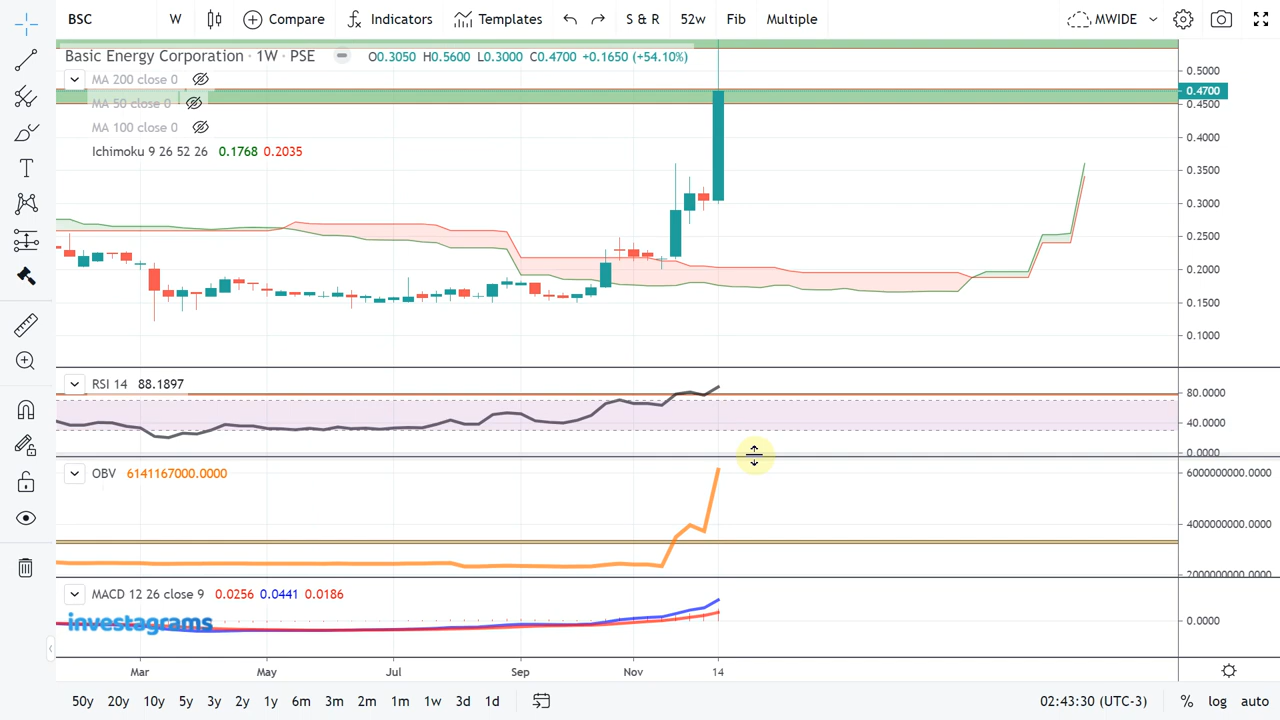 BSC W Compare Indicators Templates S & R 52w Fib Multiple MWIDE
Basic Energy Corporation · 1W · PSE O0.3050 H0.5600 L0.3000 C0.4700 +0.1650 (+54.10%)
MA 200 close 0
MA 50 close 0
MA 100 close 0
Ichimoku 9 26 52 26 0.1768 0.2035
0.5000
0.4700
0.4500
0.4000
0.3500
0.3000
0.2500
0.2000
0.1500
0.1000
RSI 14 88.1897
80.0000
40.0000
0.0000
OBV 6141167000.0000
6000000000.0000
4000000000.0000
2000000000.0000
MACD 12 26 close 9 0.0256 0.0441 0.0186
investagrams
0.0000
Mar May Jul Sep Nov 14
50y 20y 10y 5y 3y 2y 1y 6m 3m 2m 1m 1w 3d 1d 02:43:30 (UTC-3) % log auto